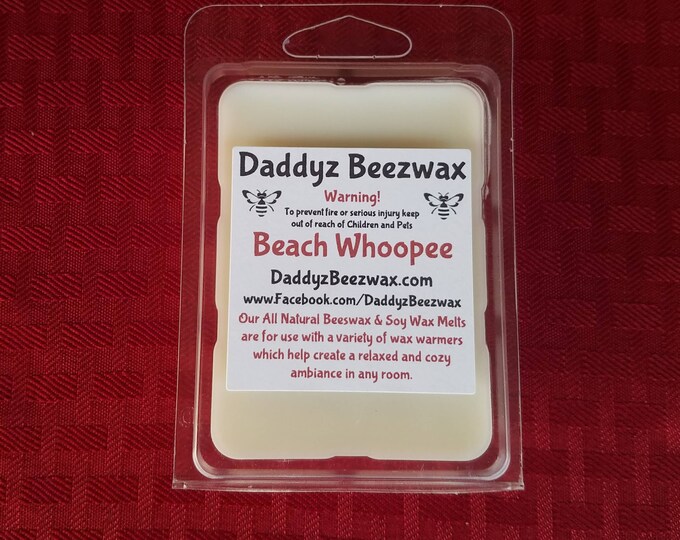 Daddyz Beezwax
Warning!
To prevent fire or serious injury keep
out of reach of Children and Pets
Beach Whoopee
DaddyzBeezwax.com
www.Facebook.com/DaddyzBeezwax
Our All Natural Beeswax & Soy Wax Melts
are for use with a variety of wax warmers
which help create a relaxed and cozy
ambiance in any room.